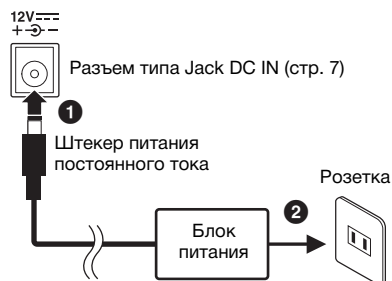 12V
Разъем типа Jack DC IN (стр. 7)
1
Штекер питания
постоянного тока
Розетка
2
Блок
питания